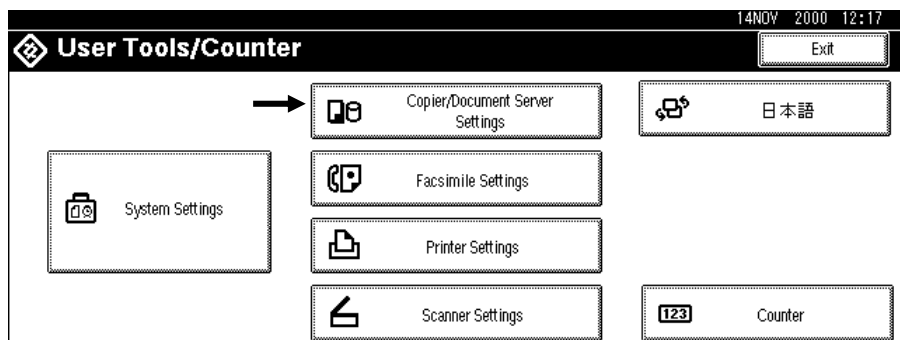 14NOV 2000 12:17
User Tools/Counter
Exit
Copier/Document Server
Settings
日本語
System Settings
Facsimile Settings
Printer Settings
Scanner Settings
123 Counter